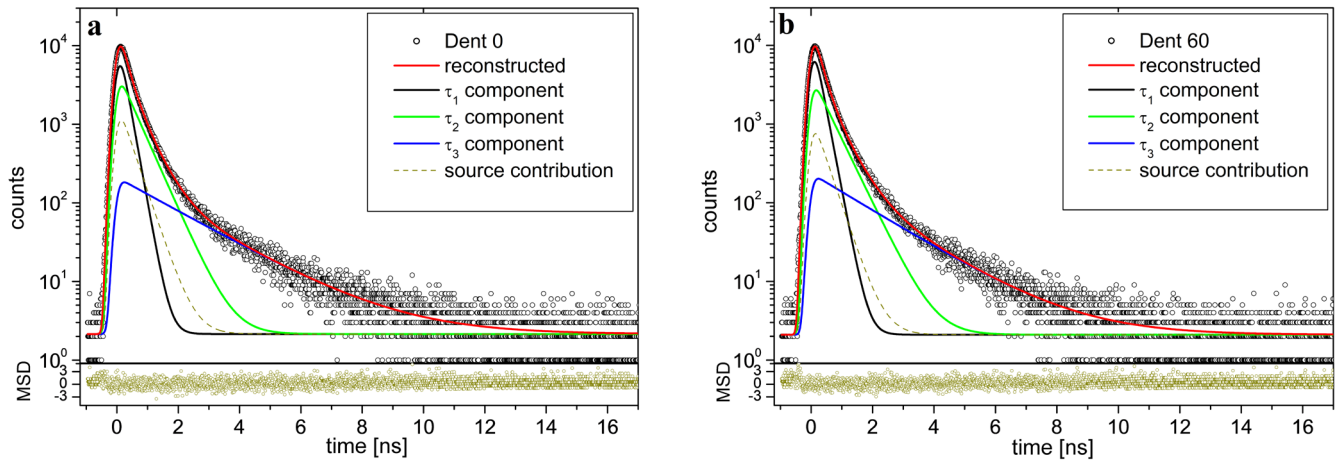 a
Dent 0
reconstructed
τ1 component
τ2 component
τ3 component
source contribution
counts
10^4
10^3
10^2
10^1
10^0
MSD
3
0
-3
0 2 4 6 8 10 12 14 16
time [ns]
b
Dent 60
reconstructed
τ1 component
τ2 component
τ3 component
source contribution
counts
10^4
10^3
10^2
10^1
10^0
MSD
3
0
-3
0 2 4 6 8 10 12 14 16
time [ns]